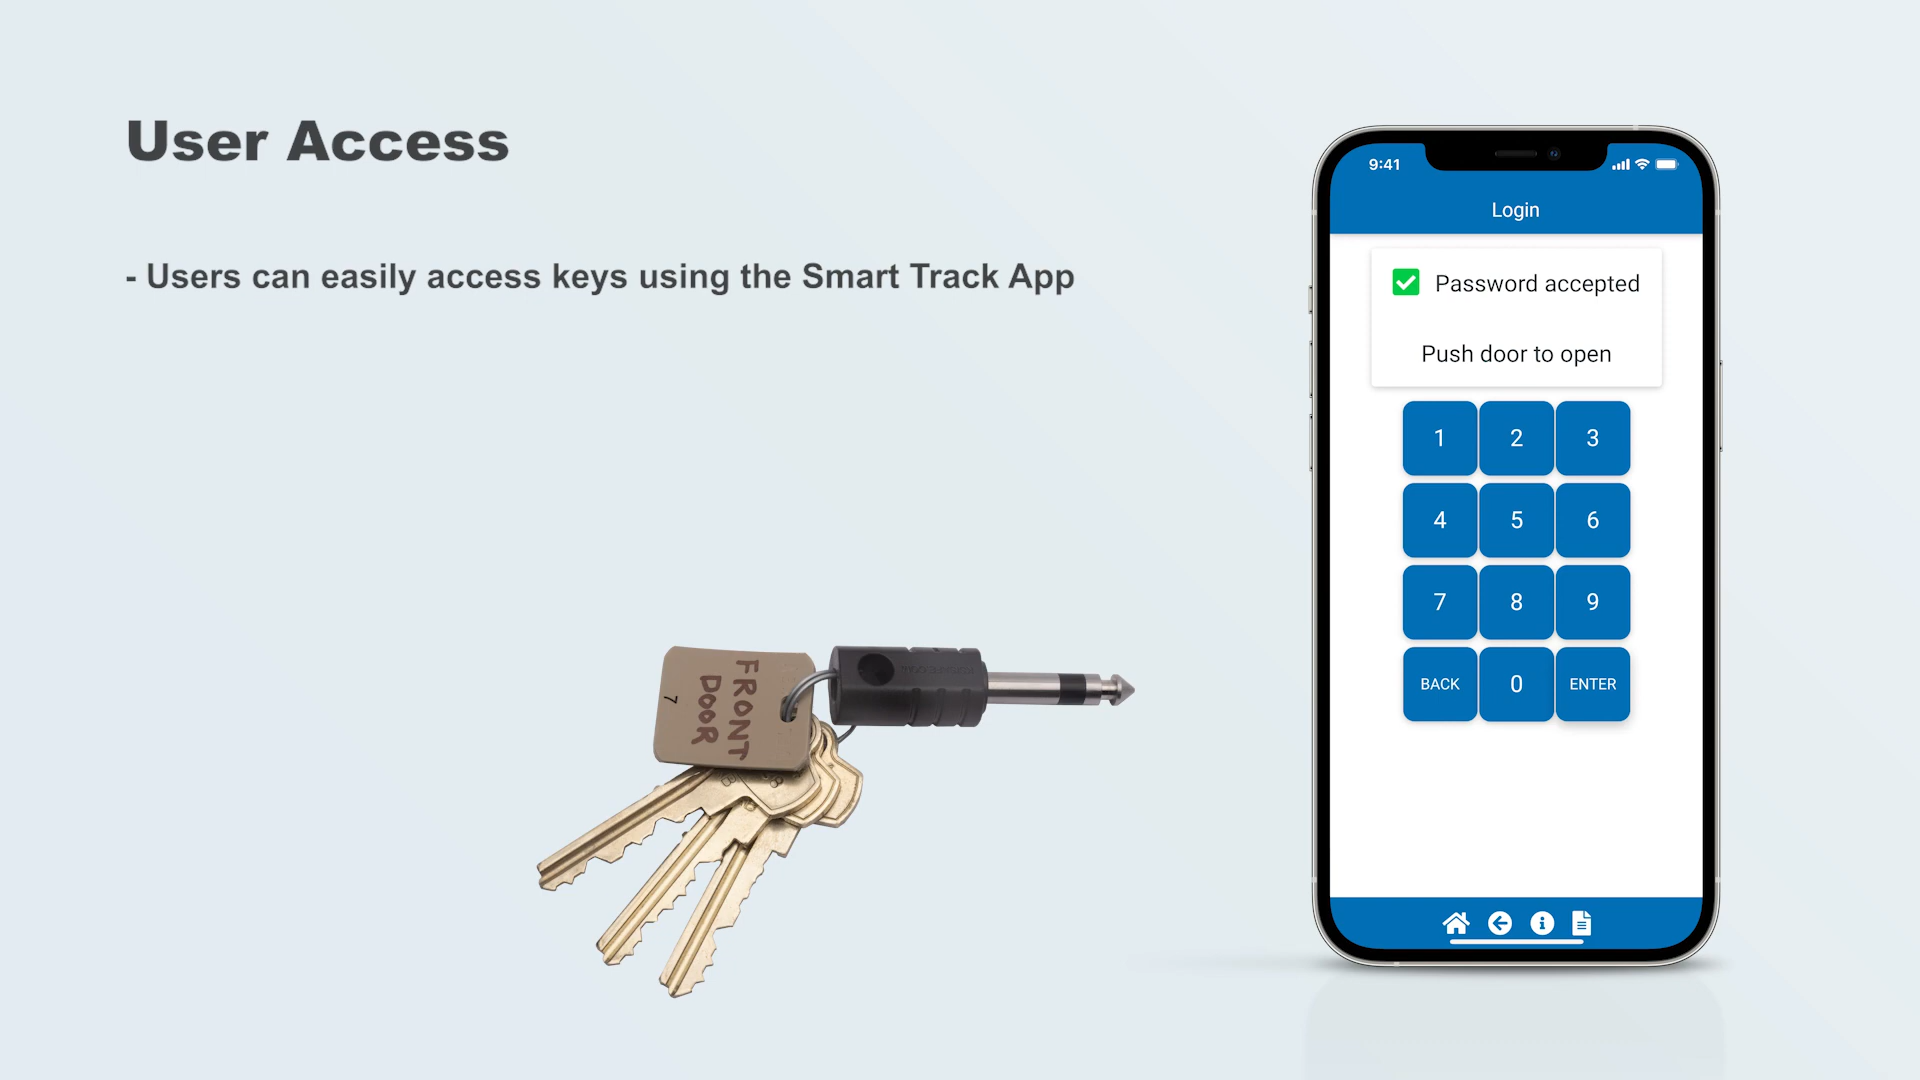 User Access
- Users can easily access keys using the Smart Track App
9:41
Login
Password accepted
Push door to open
1 2 3
4 5 6
7 8 9
BACK 0 ENTER
FRONT
DOOR
7